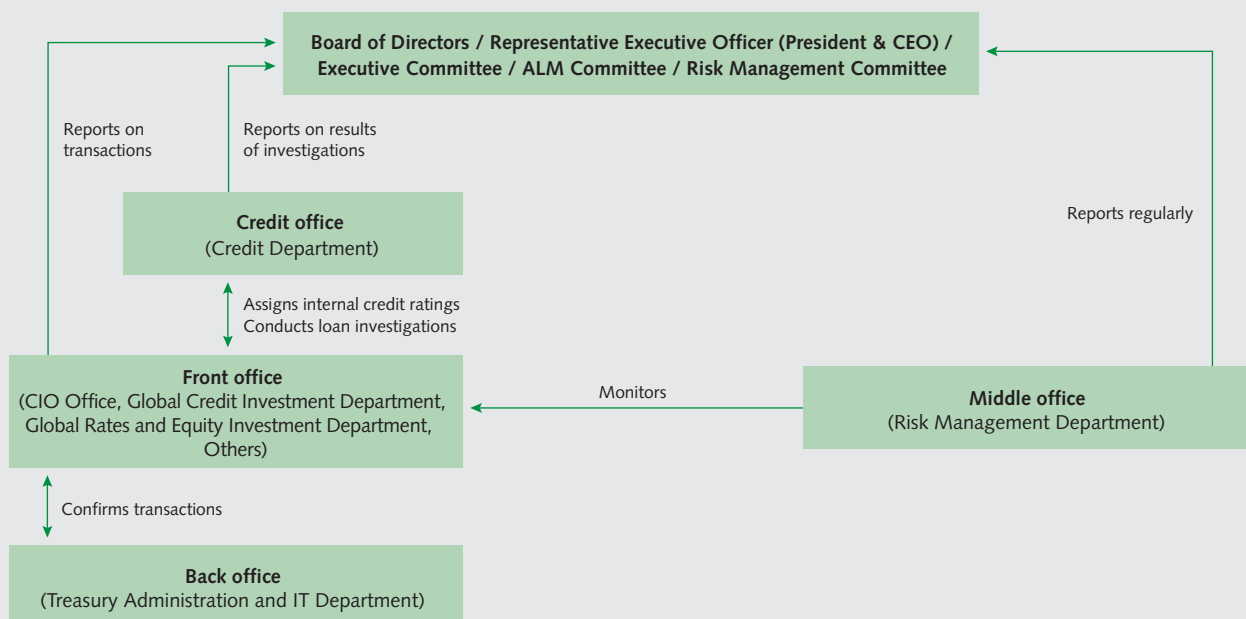 Board of Directors / Representative Executive Officer (President & CEO) /
Executive Committee / ALM Committee / Risk Management Committee
Reports on
transactions
Reports on results
of investigations
Reports regularly
Credit office
(Credit Department)
Assigns internal credit ratings
Conducts loan investigations
Front office
(CIO Office, Global Credit Investment Department,
Global Rates and Equity Investment Department,
Others)
Monitors
Middle office
(Risk Management Department)
Confirms transactions
Back office
(Treasury Administration and IT Department)